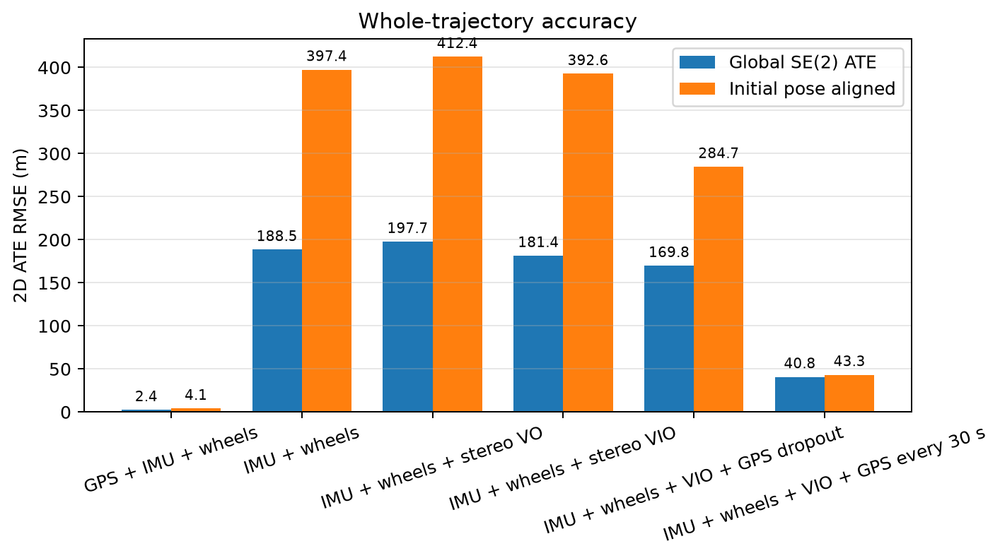 Whole-trajectory accuracy
Global SE(2) ATE
Initial pose aligned
2D ATE RMSE (m)
400
350
300
250
200
150
100
50
0
2.4
4.1
188.5
397.4
197.7
412.4
181.4
392.6
169.8
284.7
40.8
43.3
GPS + IMU + wheels
IMU + wheels
IMU + wheels + stereo VO
IMU + wheels + stereo VIO
IMU + wheels + VIO + GPS dropout
IMU + wheels + VIO + GPS every 30 s